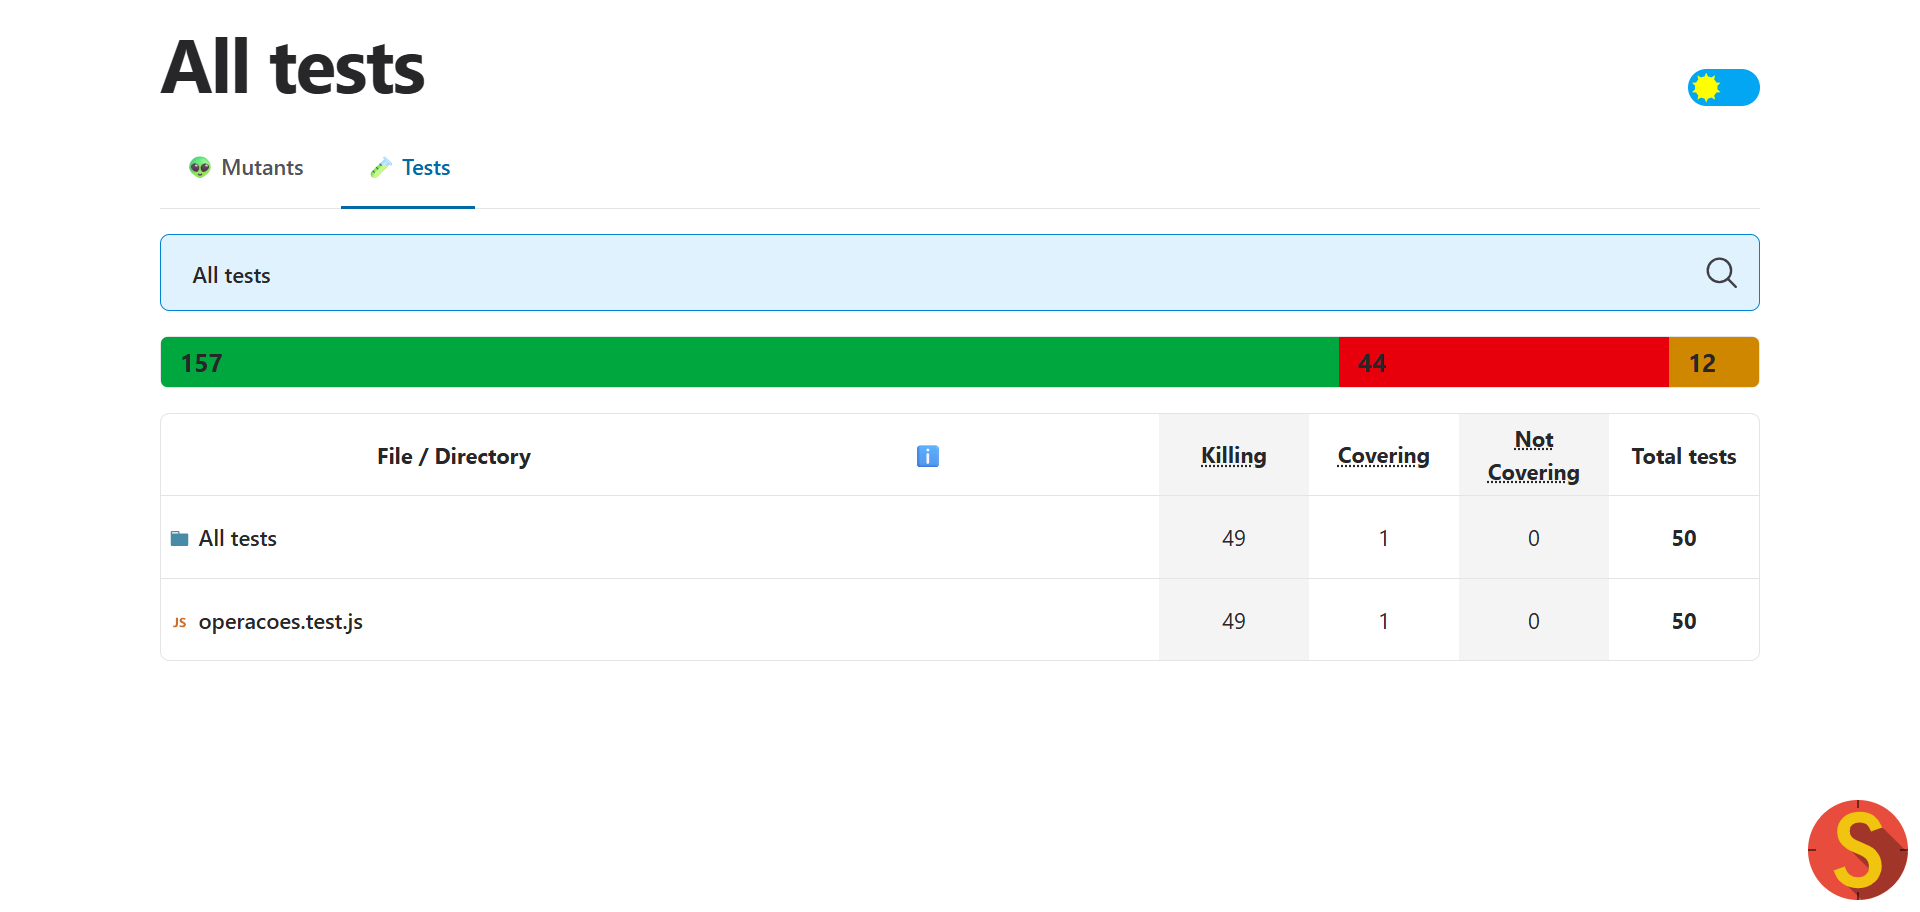 All tests
Mutants
Tests
All tests
157 44 12
File / Directory
Killing
Covering
Not
Covering
Total tests
All tests 49 1 0 50
JS operacoes.test.js 49 1 0 50
S